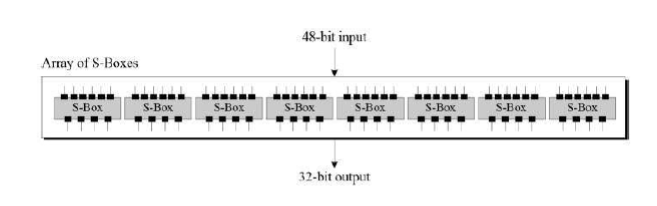 48-bit input
Array of S-Boxes
S-Box S-Box S-Box S-Box S-Box S-Box S-Box S-Box
32-bit output